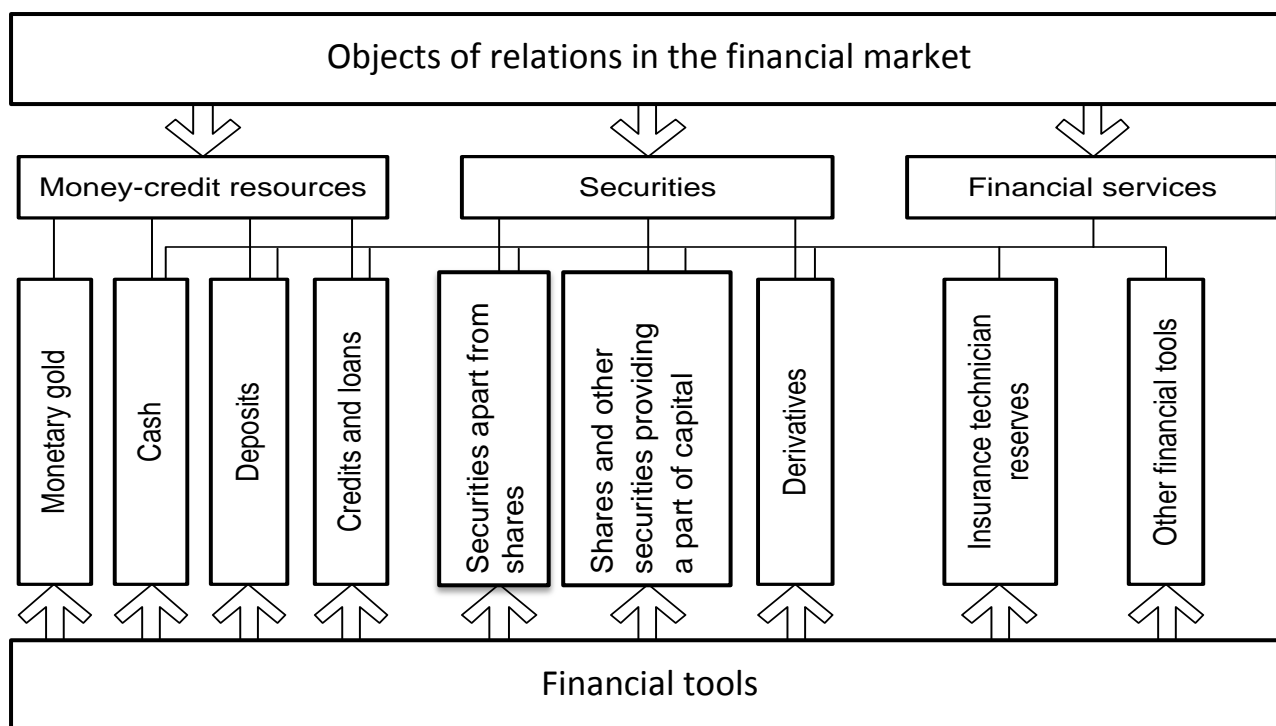 Objects of relations in the financial market
Money-credit resources
Securities
Financial services
Monetary gold
Cash
Deposits
Credits and loans
Securities apart from
shares
Shares and other
securities providing
a part of capital
Derivatives
Insurance technician
reserves
Other financial tools
Financial tools